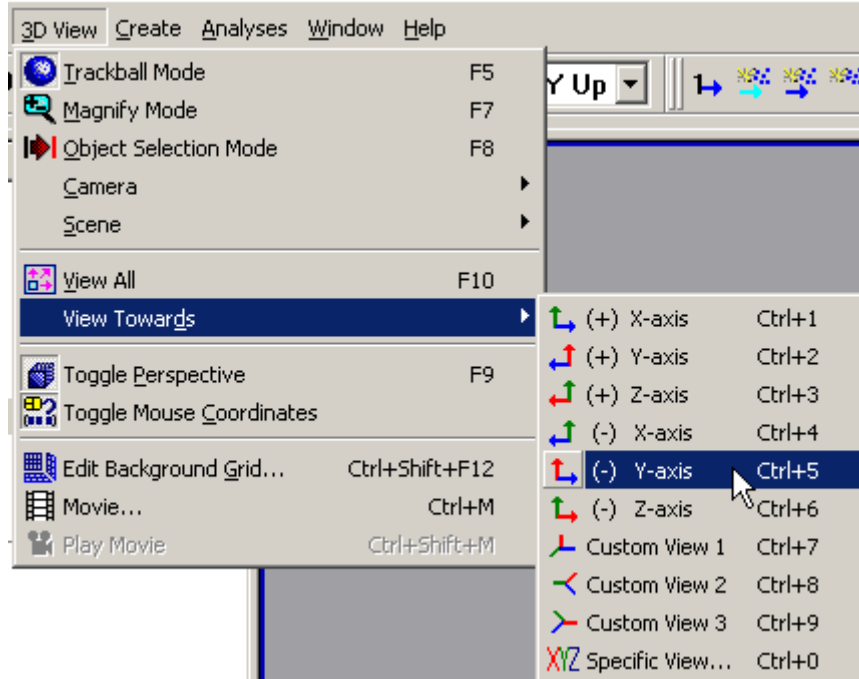 3D View Create Analyses Window Help
Trackball Mode F5
Magnify Mode F7
Object Selection Mode F8
Camera
Scene
View All F10
View Towards
Toggle Perspective F9
Toggle Mouse Coordinates
Edit Background Grid... Ctrl+Shift+F12
Movie... Ctrl+M
Play Movie Ctrl+Shift+M
Y Up
(+) X-axis Ctrl+1
(+) Y-axis Ctrl+2
(+) Z-axis Ctrl+3
(-) X-axis Ctrl+4
(-) Y-axis Ctrl+5
(-) Z-axis Ctrl+6
Custom View 1 Ctrl+7
Custom View 2 Ctrl+8
Custom View 3 Ctrl+9
XYZ Specific View... Ctrl+0